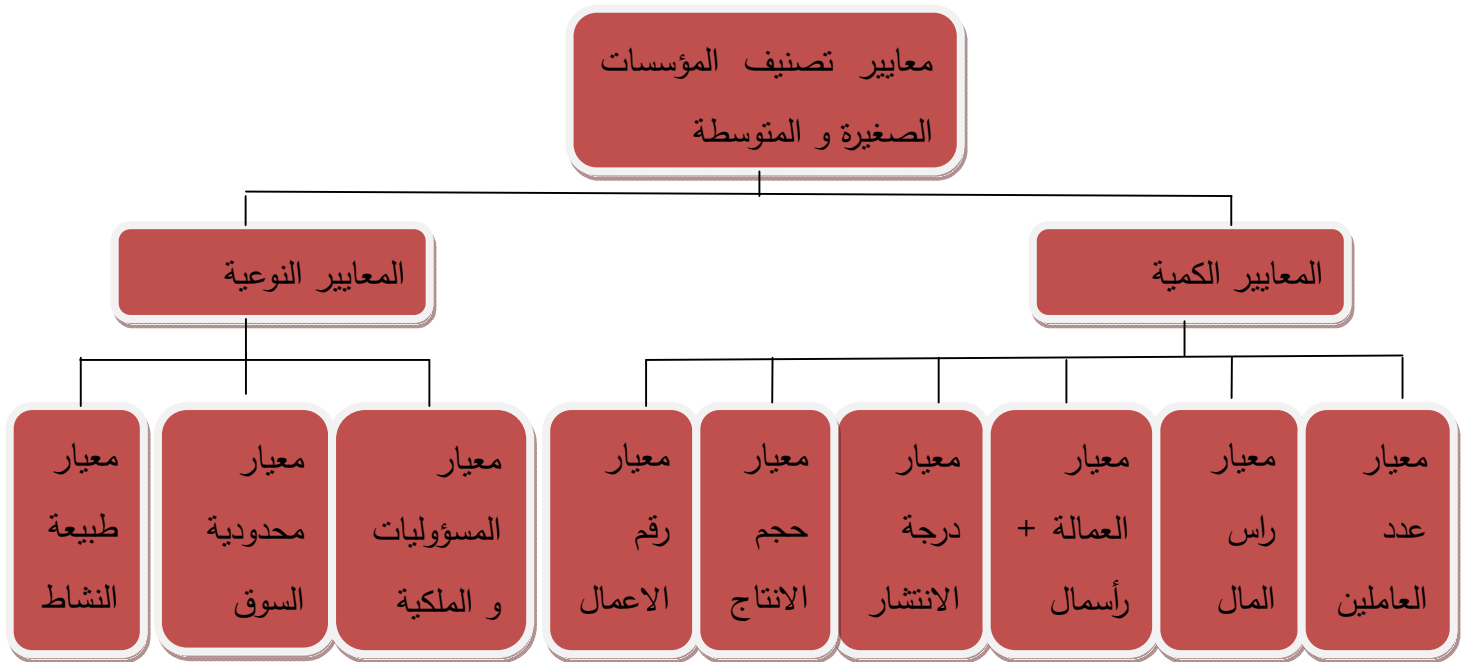 معايير تصنيف المؤسسات
الصغيرة و المتوسطة
المعايير الكمية
المعايير النوعية
معيار
عدد
العاملين
معيار
راس
المال
معيار
العمالة +
رأسمال
معيار
درجة
الانتشار
معيار
حجم
الانتاج
معيار
رقم
الاعمال
معيار
المسؤوليات
و الملكية
معيار
محدودية
السوق
معيار
طبيعة
النشاط